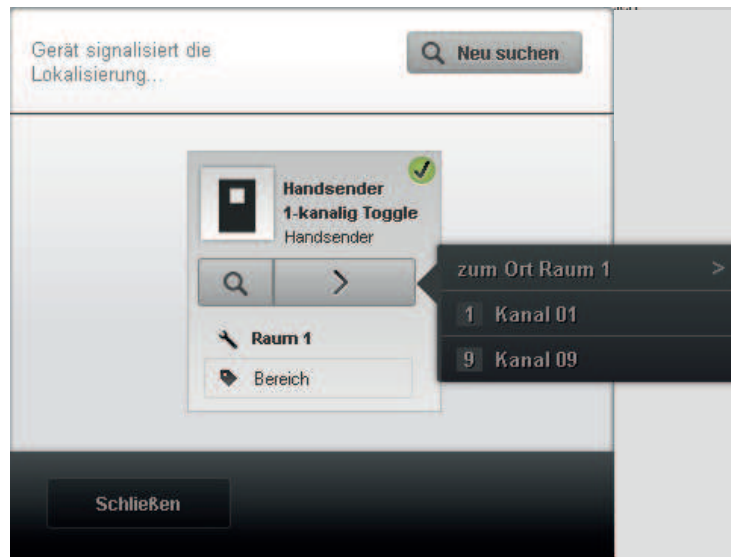 Gerät signalisiert die
Lokalisierung...
Neu suchen
Handsender
1-kanalig Toggle
Handsender
zum Ort Raum 1 >
1 Kanal 01
9 Kanal 09
Raum 1
Bereich
Schließen